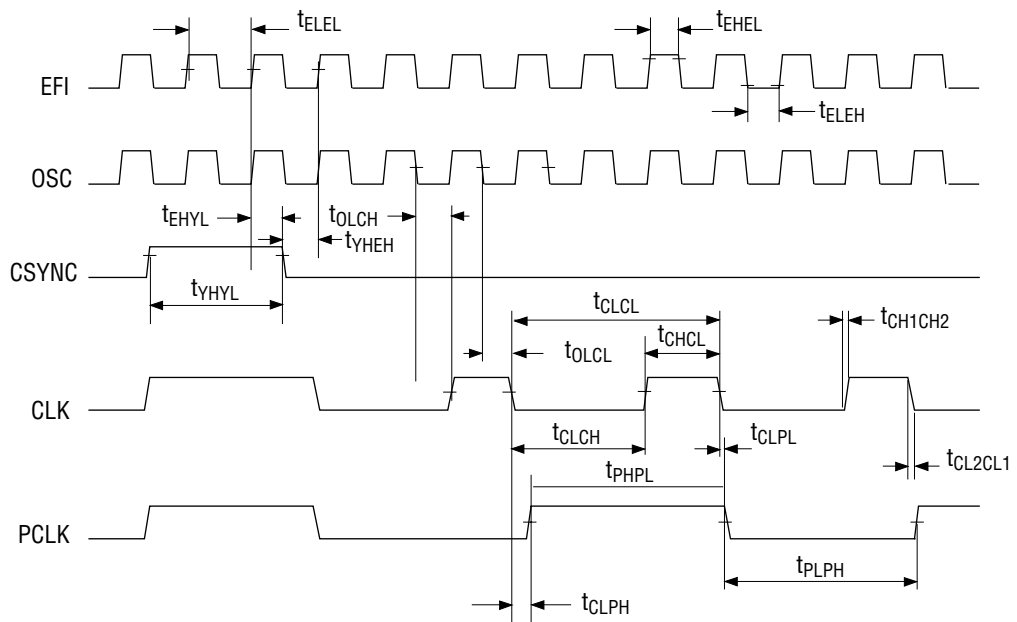 tELEL
tEHEL
EFI
tELEH
OSC
tEHYL
tOLCH
tYHEH
CSYNC
tYHYL
tCLCL
tCH1CH2
tCHCL
tOLCL
CLK
tCLCH
tCLPL
tCL2CL1
tPHPL
PCLK
tPLPH
tCLPH